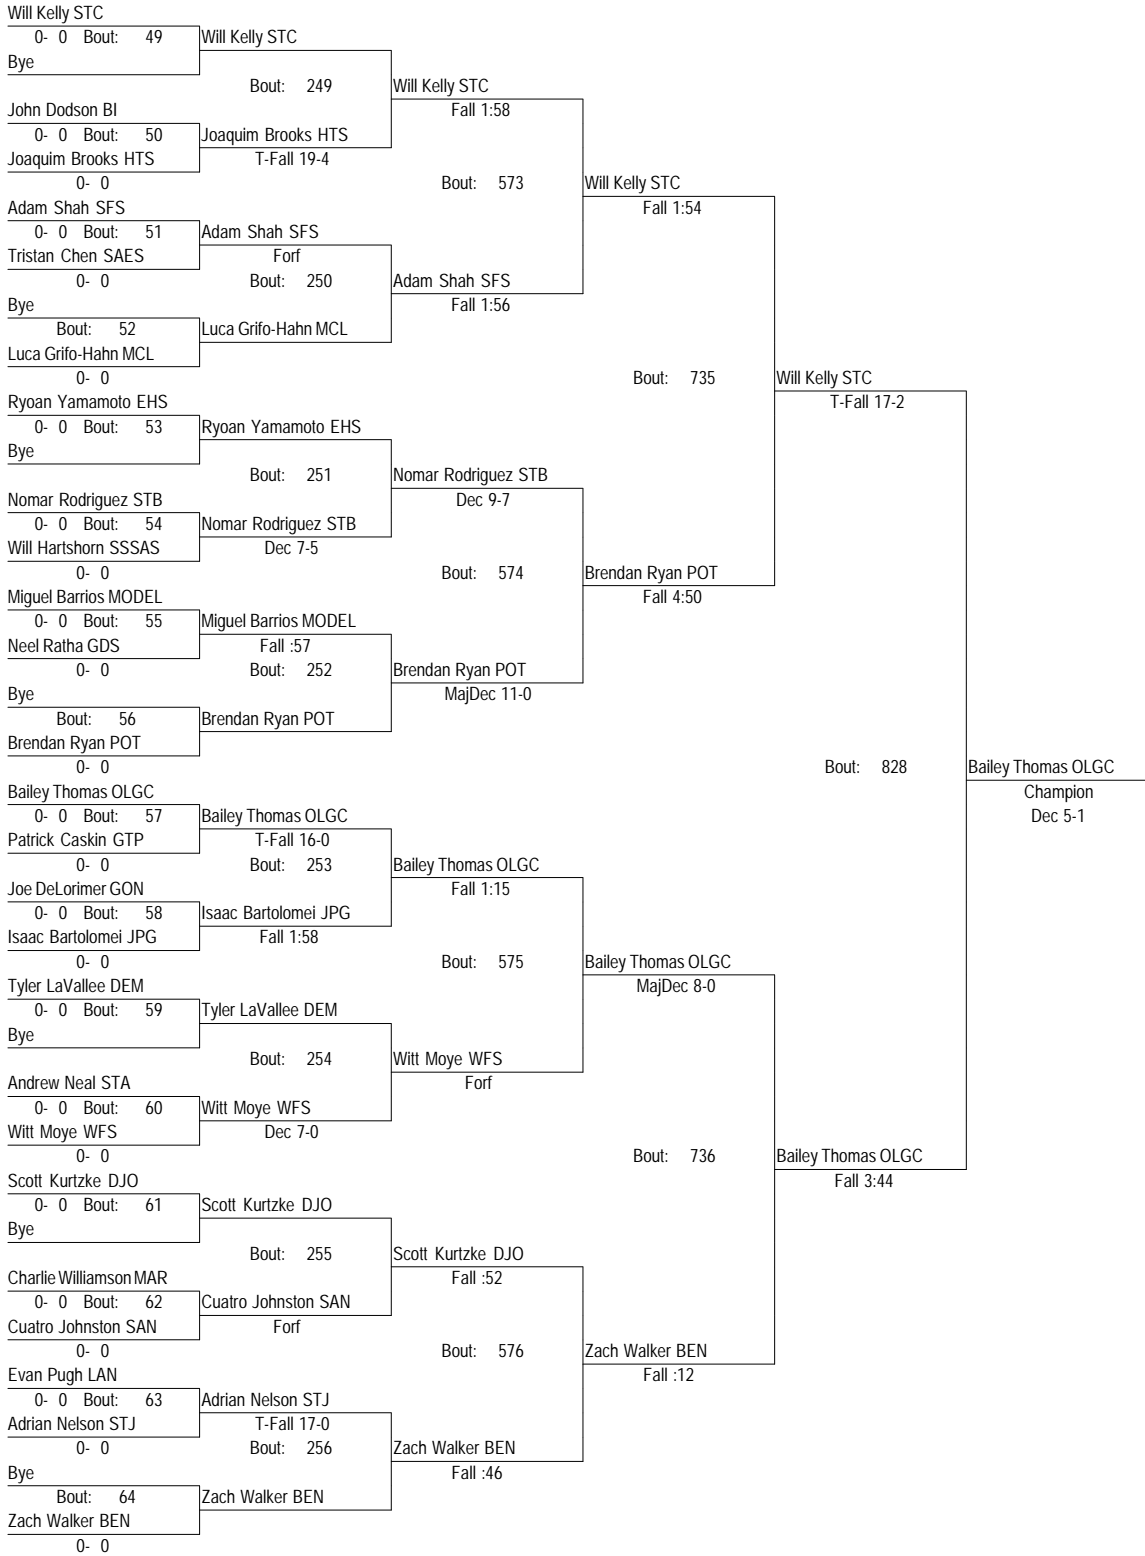 Will Kelly STC
0- 0 Bout: 49 Will Kelly STC
Bye
Bout: 249 Will Kelly STC
John Dodson BI Fall 1:58
0- 0 Bout: 50 Joaquim Brooks HTS
Joaquim Brooks HTS T-Fall 19-4
0- 0 Bout: 573 Will Kelly STC
Adam Shah SFS Fall 1:54
0- 0 Bout: 51 Adam Shah SFS
Tristan Chen SAES Forf
0- 0 Bout: 250 Adam Shah SFS
Bye Fall 1:56
Bout: 52 Luca Grifo-Hahn MCL
Luca Grifo-Hahn MCL
0- 0 Bout: 735 Will Kelly STC
Ryoan Yamamoto EHS T-Fall 17-2
0- 0 Bout: 53 Ryoan Yamamoto EHS
Bye
Bout: 251 Nomar Rodriguez STB
Nomar Rodriguez STB Dec 9-7
0- 0 Bout: 54 Nomar Rodriguez STB
Will Hartshorn SSSAS Dec 7-5
0- 0 Bout: 574 Brendan Ryan POT
Miguel Barrios MODEL Fall 4:50
0- 0 Bout: 55 Miguel Barrios MODEL
Neel Ratha GDS Fall :57
0- 0 Bout: 252 Brendan Ryan POT
Bye MajDec 11-0
Bout: 56 Brendan Ryan POT
Brendan Ryan POT
0- 0 Bout: 828 Bailey Thomas OLGC
Bailey Thomas OLGC Champion
0- 0 Bout: 57 Bailey Thomas OLGC Dec 5-1
Patrick Caskin GTP T-Fall 16-0
0- 0 Bout: 253 Bailey Thomas OLGC
Joe DeLorimer GON Fall 1:15
0- 0 Bout: 58 Isaac Bartolomei JPG
Isaac Bartolomei JPG Fall 1:58
0- 0 Bout: 575 Bailey Thomas OLGC
Tyler LaVallee DEM MajDec 8-0
0- 0 Bout: 59 Tyler LaVallee DEM
Bye
Bout: 254 Witt Moye WFS
Andrew Neal STA Forf
0- 0 Bout: 60 Witt Moye WFS
Witt Moye WFS Dec 7-0
0- 0 Bout: 736 Bailey Thomas OLGC
Scott Kurtzke DJO Fall 3:44
0- 0 Bout: 61 Scott Kurtzke DJO
Bye
Bout: 255 Scott Kurtzke DJO
Charlie Williamson MAR Fall :52
0- 0 Bout: 62 Cuatro Johnston SAN
Cuatro Johnston SAN Forf
0- 0 Bout: 576 Zach Walker BEN
Evan Pugh LAN Fall :12
0- 0 Bout: 63 Adrian Nelson STJ
Adrian Nelson STJ T-Fall 17-0
0- 0 Bout: 256 Zach Walker BEN
Bye Fall :46
Bout: 64 Zach Walker BEN
Zach Walker BEN
0- 0